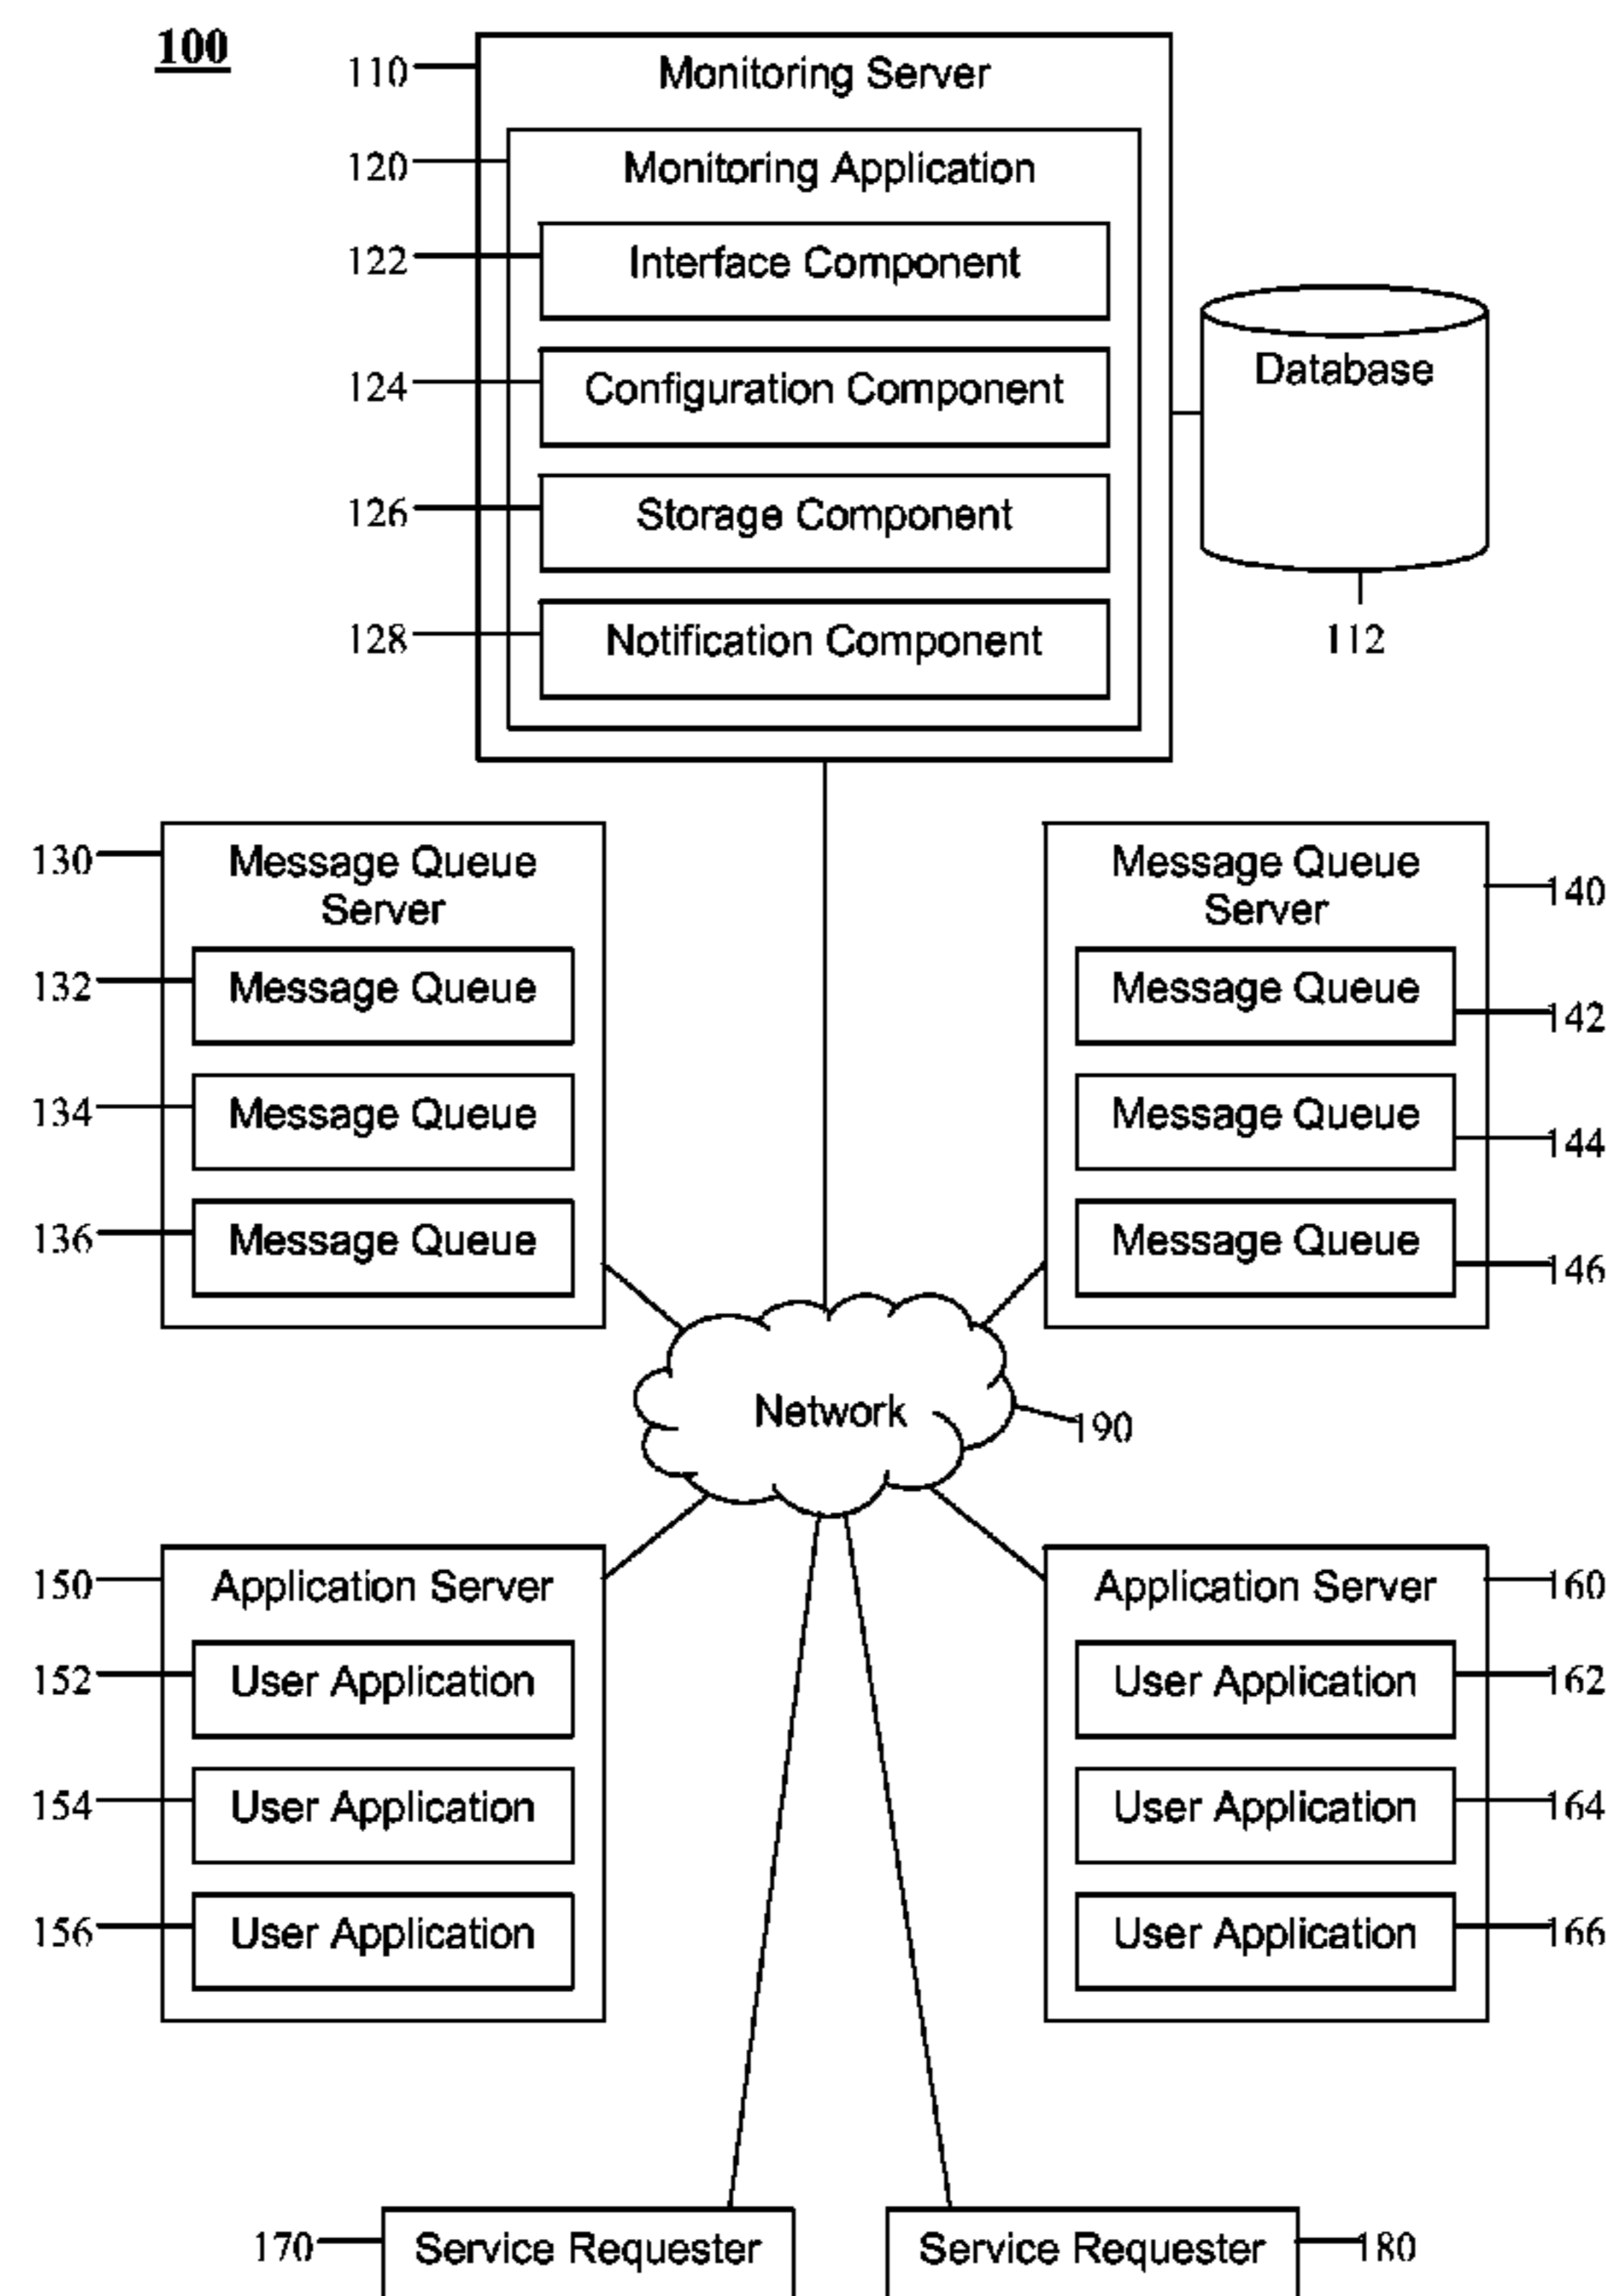 100
110 Monitoring Server
120 Monitoring Application
122 Interface Component
124 Configuration Component
126 Storage Component
128 Notification Component
Database
112
130 Message Queue
Server
132 Message Queue
134 Message Queue
136 Message Queue
Message Queue
Server 140
Message Queue 142
Message Queue 144
Message Queue 146
Network 190
150 Application Server
152 User Application
154 User Application
156 User Application
Application Server 160
User Application 162
User Application 164
User Application 166
170 Service Requester
Service Requester 180